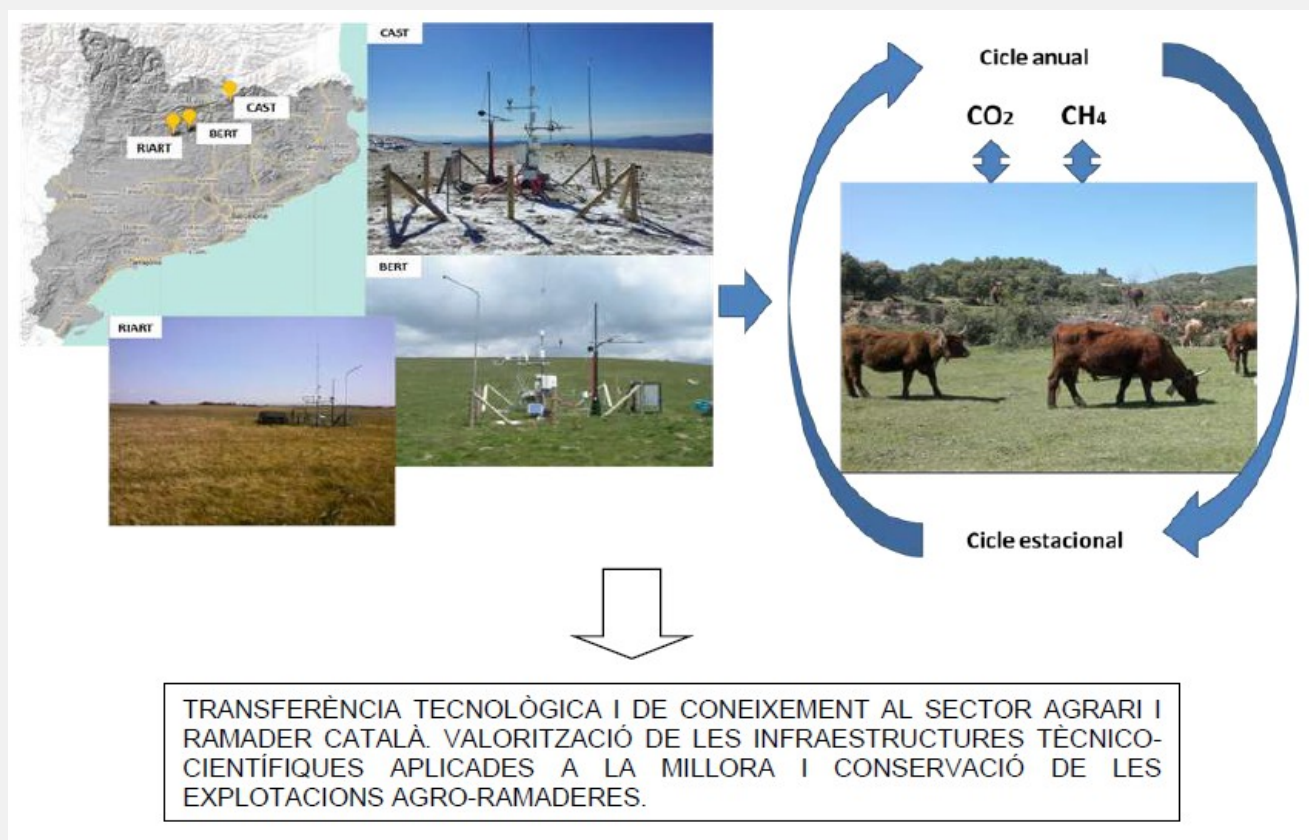 CAST
BERT
RIART
Barcelona
CAST
BERT
RIART
Cicle anual
CO₂ CH₄
Cicle estacional
TRANSFERÈNCIA TECNOLÒGICA I DE CONEIXEMENT AL SECTOR AGRARI I
RAMADER CATALÀ. VALORITZACIÓ DE LES INFRAESTRUCTURES TÈCNICO-
CIENTÍFIQUES APLICADES A LA MILLORA I CONSERVACIÓ DE LES
EXPLOTACIONS AGRO-RAMADERES.